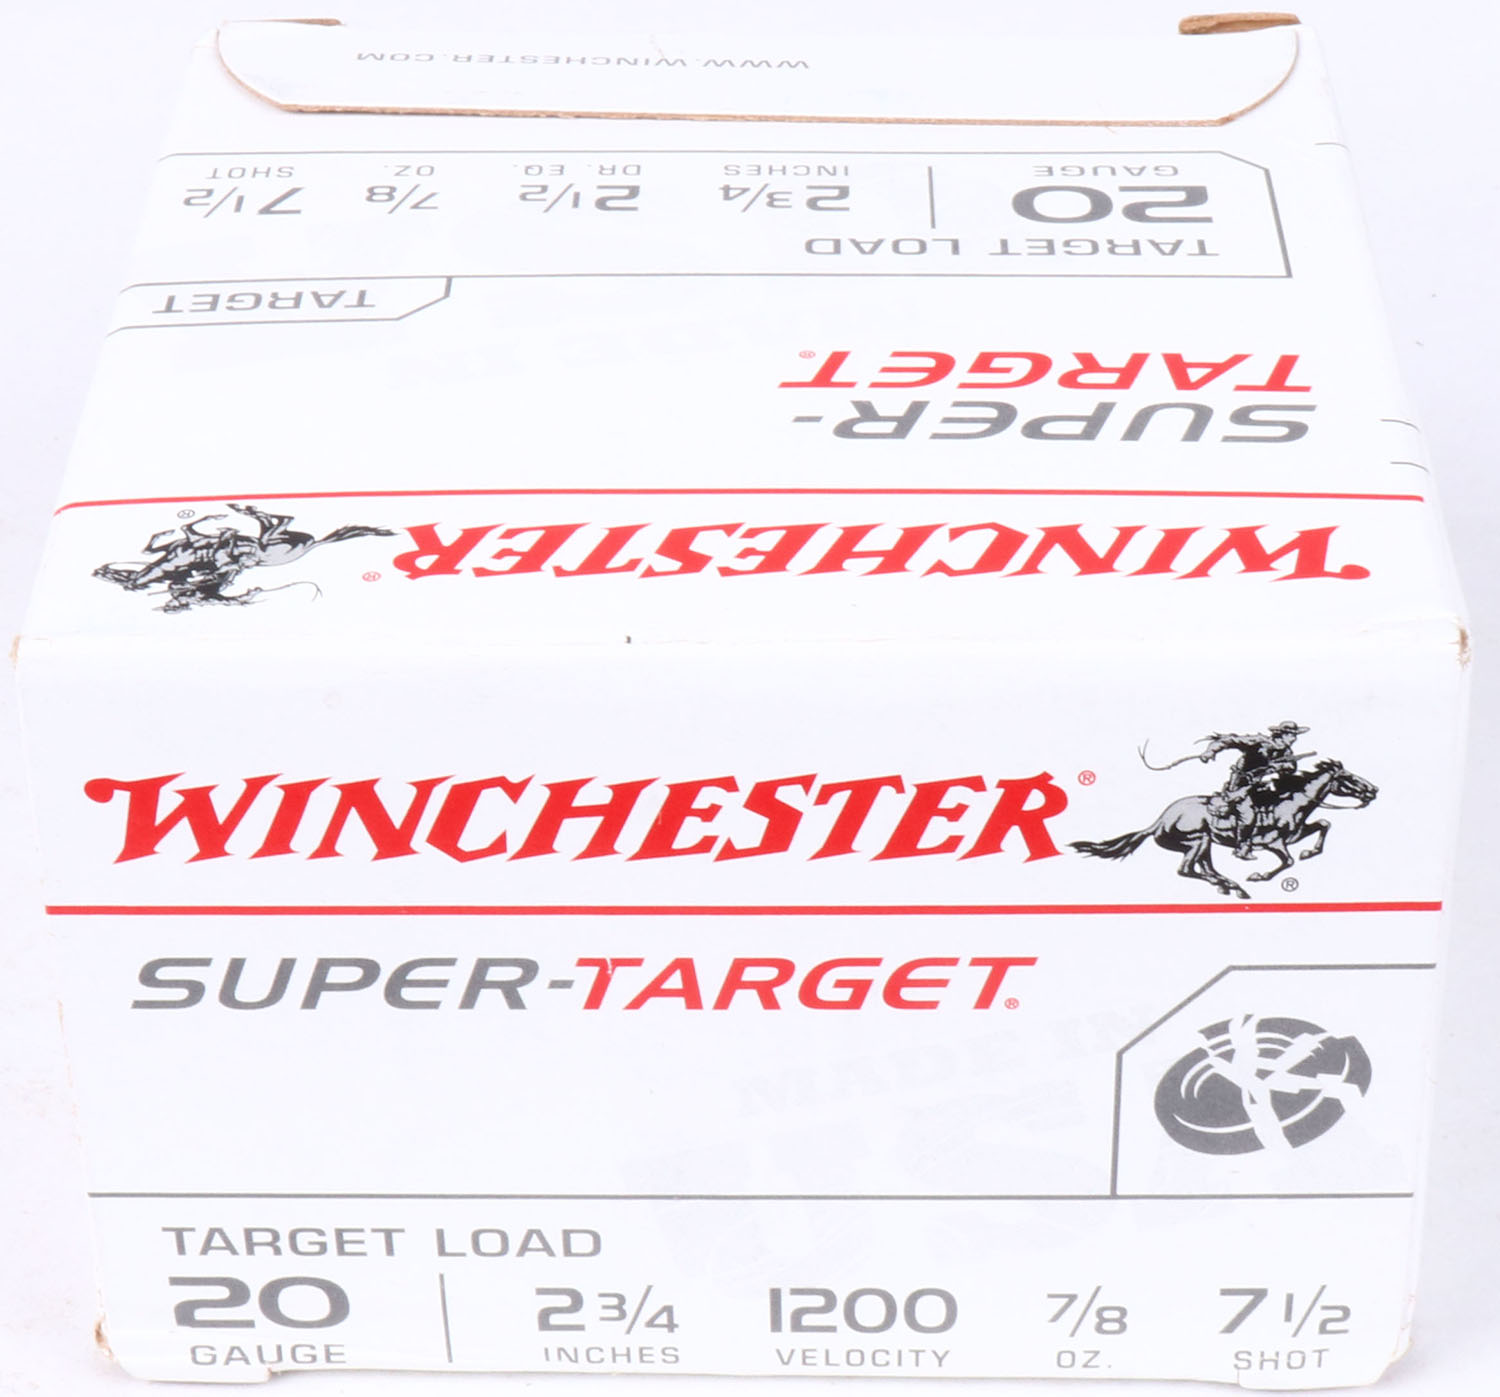 WWW.WINCHESTER.COM
20 GAUGE 2 3/4 INCHES 2 1/2 DR. EQ. 7/8 OZ. 7 1/2 SHOT
TARGET LOAD
TARGET
SUPER-
TARGET®
WINCHESTER® ®
WINCHESTER® ®
SUPER-TARGET®
TARGET LOAD
20 2 3/4 1200 7/8 7 1/2
GAUGE INCHES VELOCITY OZ. SHOT